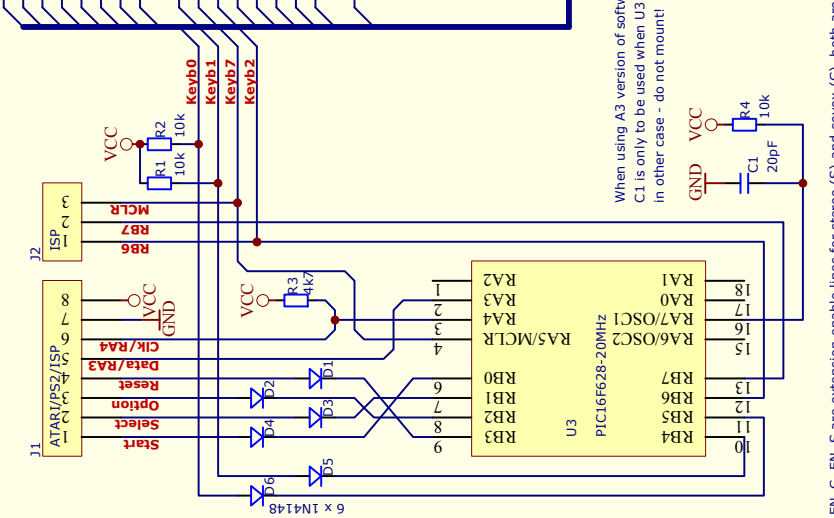 Keyb0
Keyb1
Keyb7
Keyb2
VCC
R2
10k
R1
10k
When using A3 version of softw
C1 is only to be used when U3
in other case - do not mount!
VCC
R4
10k
GND
C1
20pF
J2
ISP
3
2
1
MCLR
RB7
RB6
J1
ATARI/PS2/ISP
8
7
6
5
4
3
2
1
VCC
GND
Clk/RA4
Data/RA3
Reset
Option
Select
Start
VCC
R3
4k7
D1
D2
D3
D4
D5
D6
6 x 1N4148
U3
PIC16F628-20MHz
1
2
3
4
6
7
8
9
RA2
RA3
RA4
RA5/MCLR
RB0
RB1
RB2
RB3
RA1
RA0
RA7/OSC1
RA6/OSC2
RB7
RB6
RB5
RB4
18
17
16
15
13
12
11
10